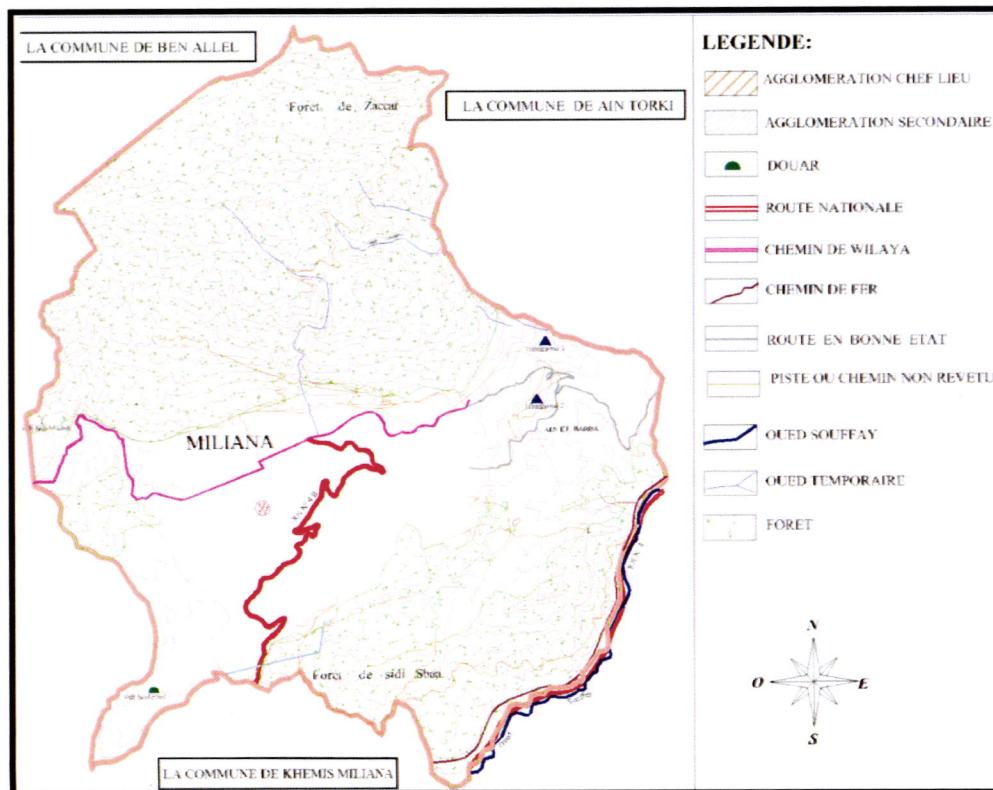 LA COMMUNE DE BEN ALLEL
LA COMMUNE DE AIN TORKI
Foret de Zaccar
MILIANA
AIN EL BARDA
R.N.N°4 B
Foret de sidi Sbaa
LA COMMUNE DE KHEMIS MILIANA
LEGENDE:
AGGLOMERATION CHEF LIEU
AGGLOMERATION SECONDAIRE
DOUAR
ROUTE NATIONALE
CHEMIN DE WILAYA
CHEMIN DE FER
ROUTE EN BONNE ETAT
PISTE OU CHEMIN NON REVETU
OUED SOUFFAY
OUED TEMPORAIRE
FORET
N
O
E
S